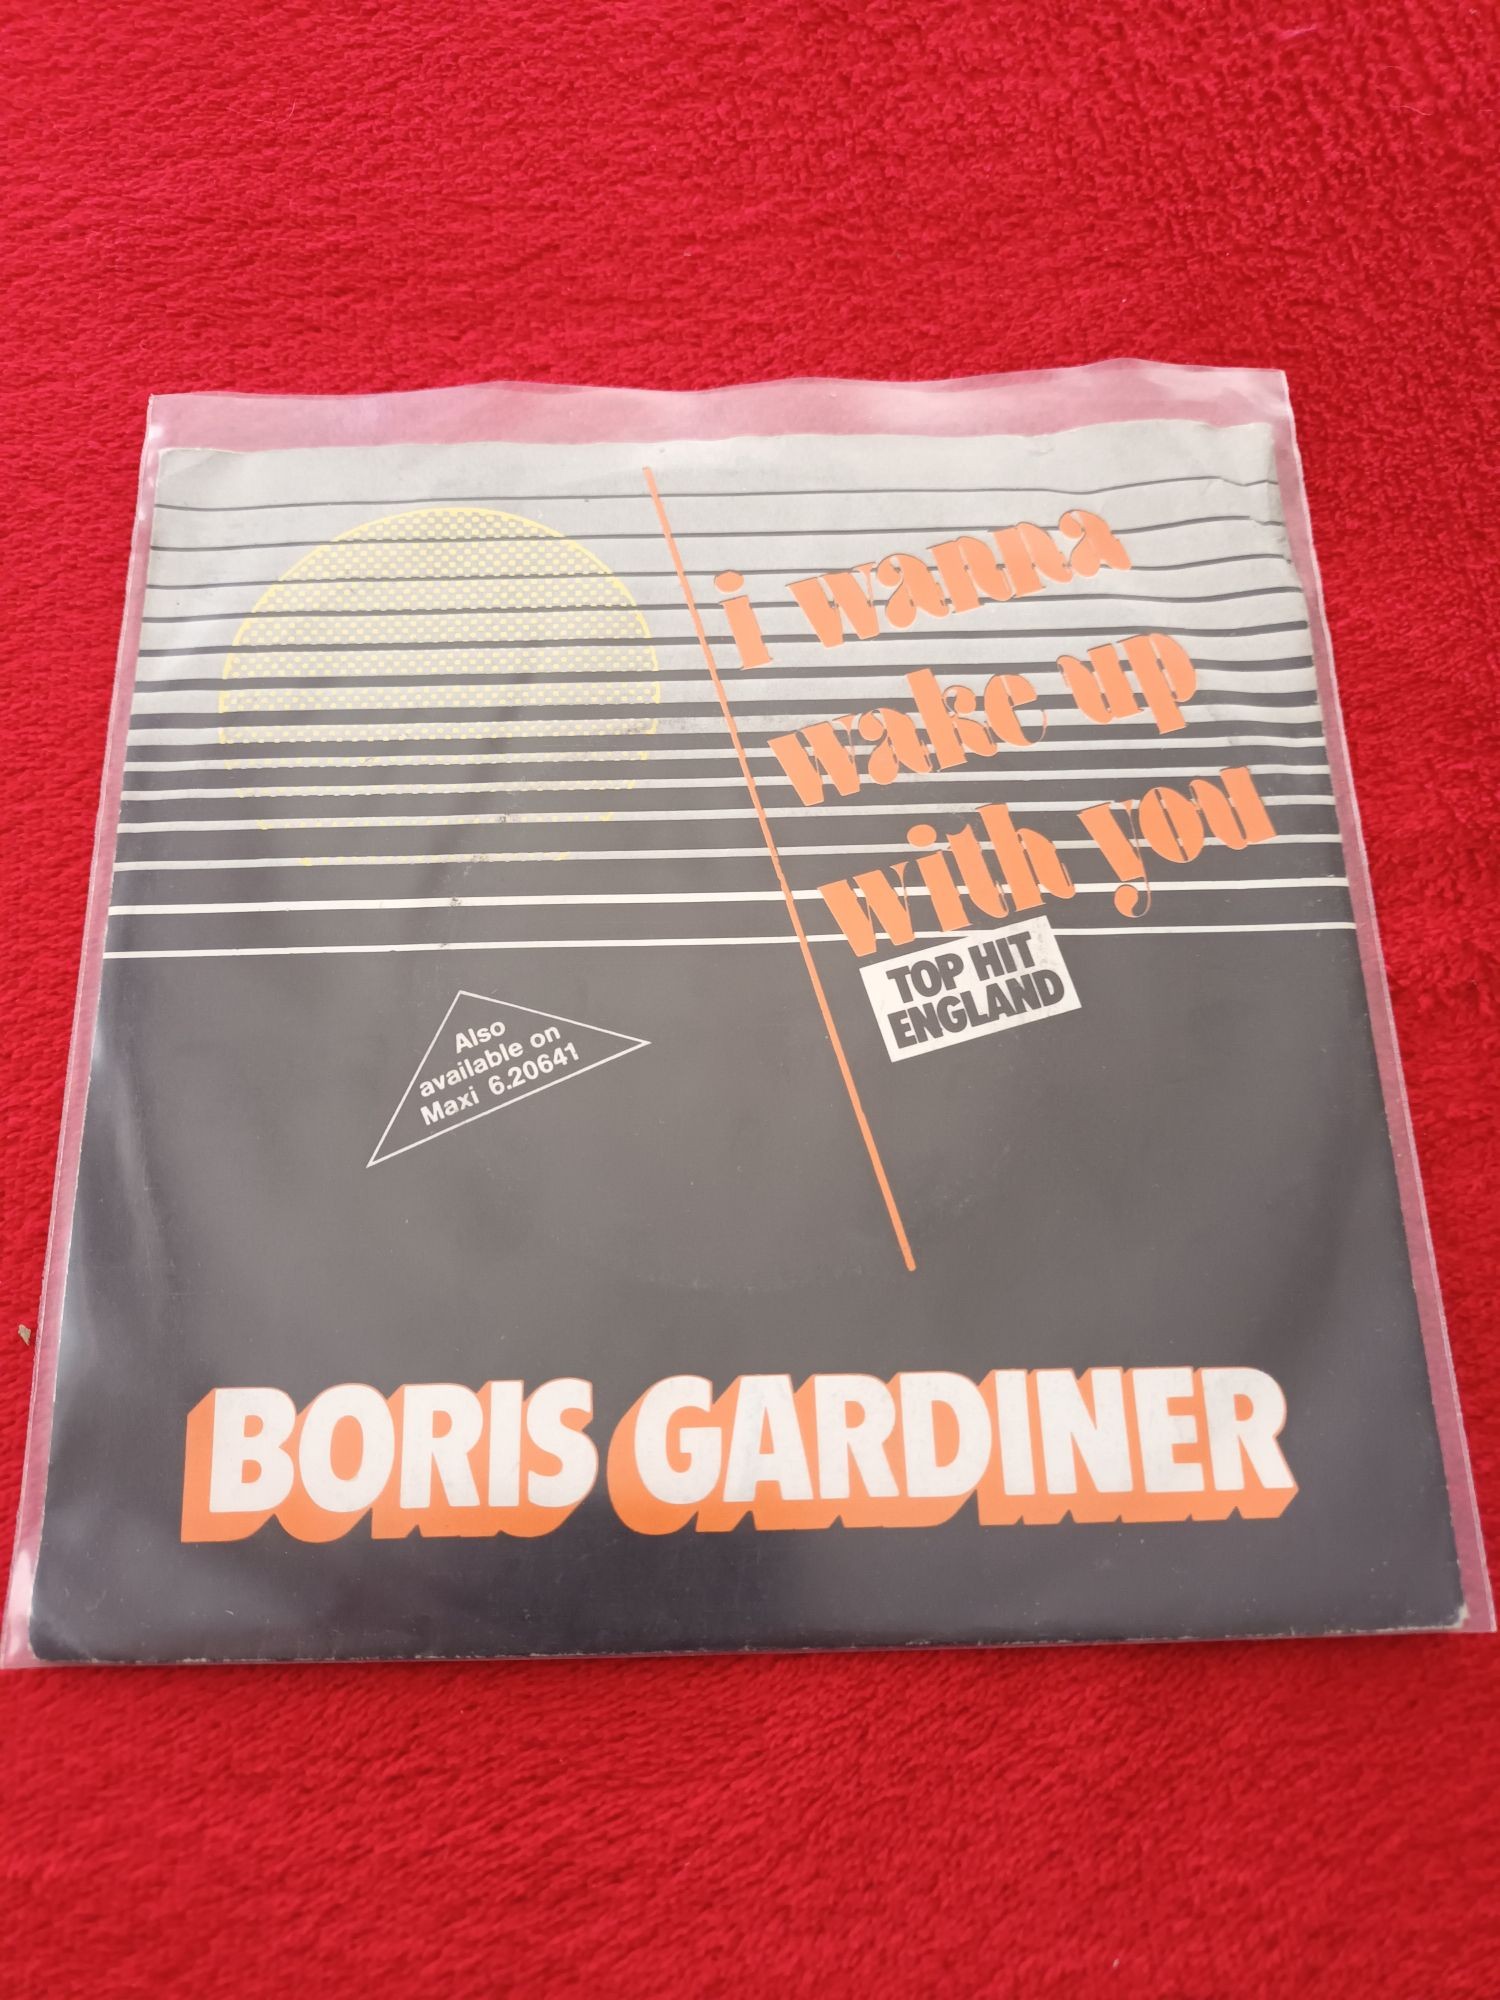 i wanna
wake up
with you
TOP HIT
ENGLAND
Also
available on
Maxi 6.20641
BORIS GARDINER